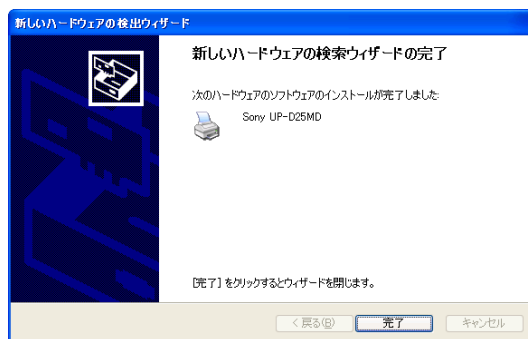 新しいハードウェアの検出ウィザード
新しいハードウェアの検索ウィザードの完了
次のハードウェアのソフトウェアのインストールが完了しました:
Sony UP-D25MD
[完了] をクリックするとウィザードを閉じます。
< 戻る(B)
完了
キャンセル